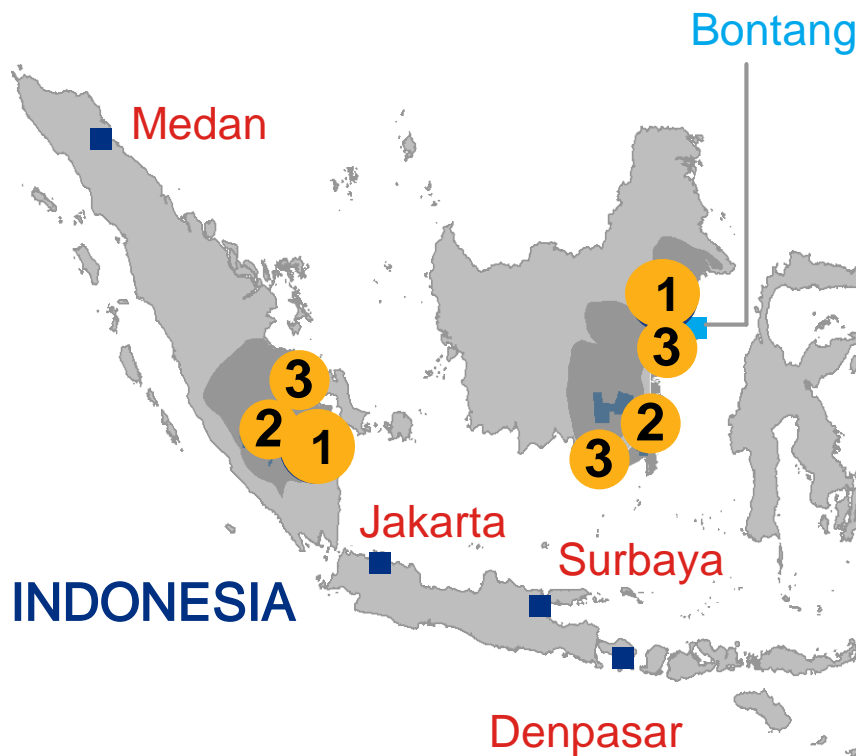 Bontang
Medan
1
3
3
2
2
1
3
Jakarta
Surbaya
INDONESIA
Denpasar